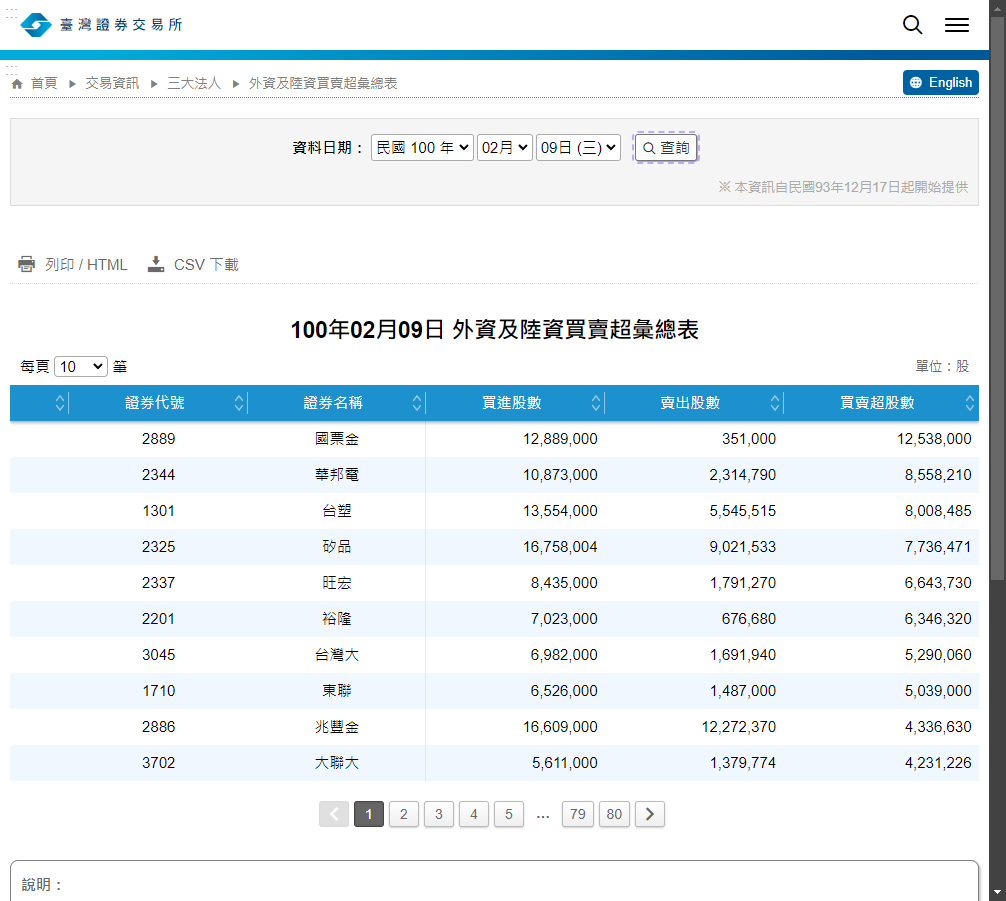 臺灣證券交易所
首頁 ▶ 交易資訊 ▶ 三大法人 ▶ 外資及陸資買賣超彙總表
English
資料日期： 民國 100 年 02月 09日 (三) 查詢
※ 本資訊自民國93年12月17日起開始提供
列印 / HTML CSV 下載
100年02月09日 外資及陸資買賣超彙總表
每頁 10 筆 單位：股
證券代號 證券名稱 買進股數 賣出股數 買賣超股數
2889 國票金 12,889,000 351,000 12,538,000
2344 華邦電 10,873,000 2,314,790 8,558,210
1301 台塑 13,554,000 5,545,515 8,008,485
2325 矽品 16,758,004 9,021,533 7,736,471
2337 旺宏 8,435,000 1,791,270 6,643,730
2201 裕隆 7,023,000 676,680 6,346,320
3045 台灣大 6,982,000 1,691,940 5,290,060
1710 東聯 6,526,000 1,487,000 5,039,000
2886 兆豐金 16,609,000 12,272,370 4,336,630
3702 大聯大 5,611,000 1,379,774 4,231,226
1 2 3 4 5 ... 79 80
說明：